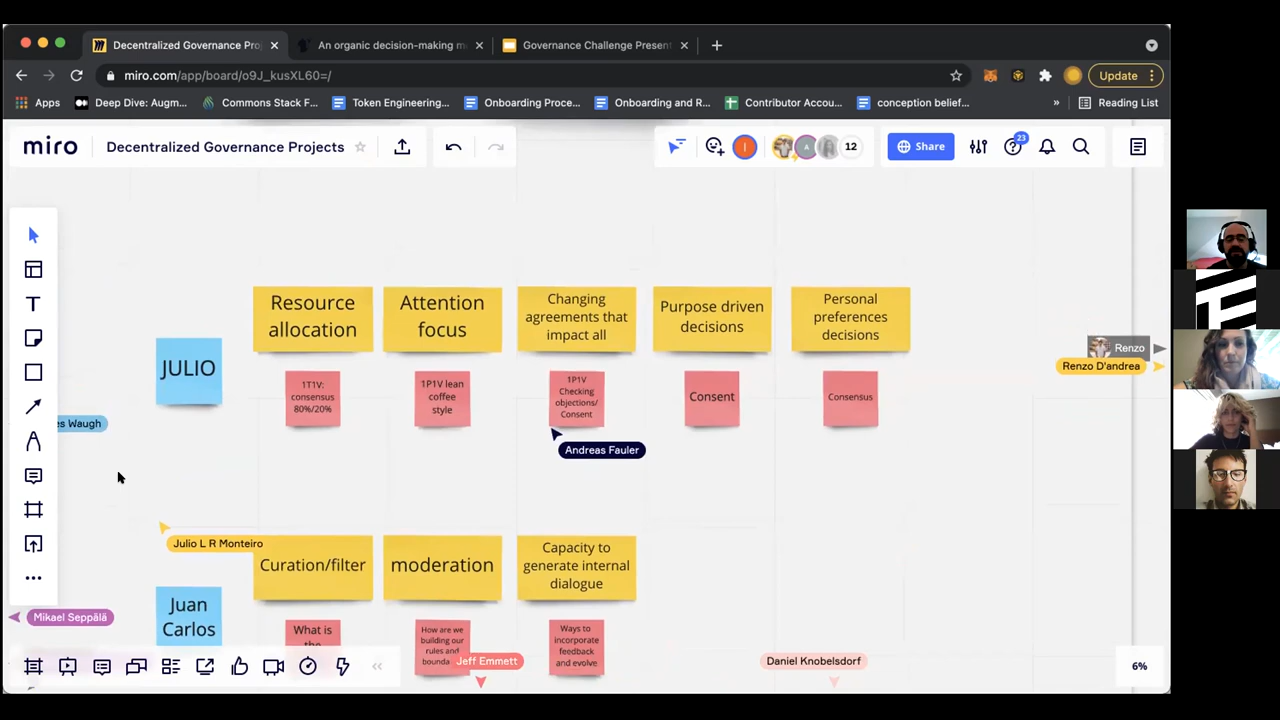 Decentralized Governance Proj
An organic decision-making m
Governance Challenge Present
miro.com/app/board/o9J_kusXL60=/
Update
Apps
Deep Dive: Augm...
Commons Stack F...
Token Engineering...
Onboarding Proce...
Onboarding and R...
Contributor Accou...
conception belief...
»
Reading List
miro
Decentralized Governance Projects
A
12
Share
23
JULIO
Resource
allocation
Attention
focus
Changing
agreements that
impact all
Purpose driven
decisions
Personal
preferences
decisions
1T1V:
consensus
80%/20%
1P1V lean
coffee
style
1P1V
Checking
objections/
Consent
Consent
Consensus
Renzo
Renzo D'andrea
es Waugh
Andreas Fauler
Julio L R Monteiro
Juan
Carlos
Curation/filter
moderation
Capacity to
generate internal
dialogue
What is
the
How are we
building our
rules and
bounda
Ways to
incorporate
feedback
and evolve
Mikael Seppälä
Jeff Emmett
Daniel Knobelsdorf
6%